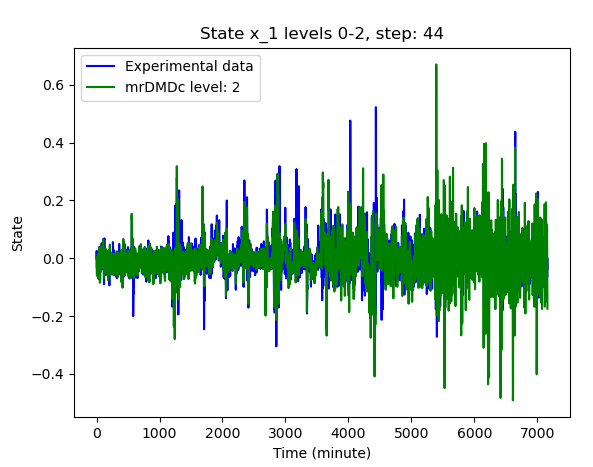 State x_1 levels 0-2, step: 44
Experimental data
mrDMDc level: 2
State
0.6
0.4
0.2
0.0
−0.2
−0.4
0 1000 2000 3000 4000 5000 6000 7000
Time (minute)